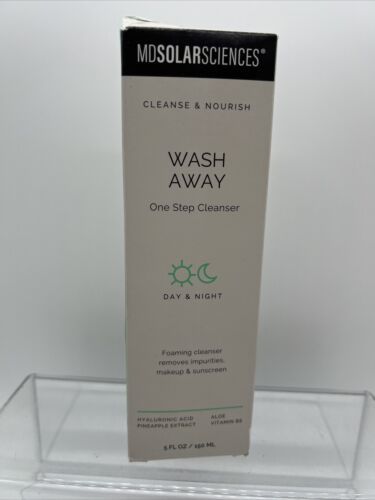 MDSOLARSCIENCES®
CLEANSE & NOURISH
WASH
AWAY
One Step Cleanser
DAY & NIGHT
Foaming cleanser
removes impurities,
makeup & sunscreen
HYALURONIC ACID ALOE
PINEAPPLE EXTRACT VITAMIN B5
5 FL OZ / 150 ML